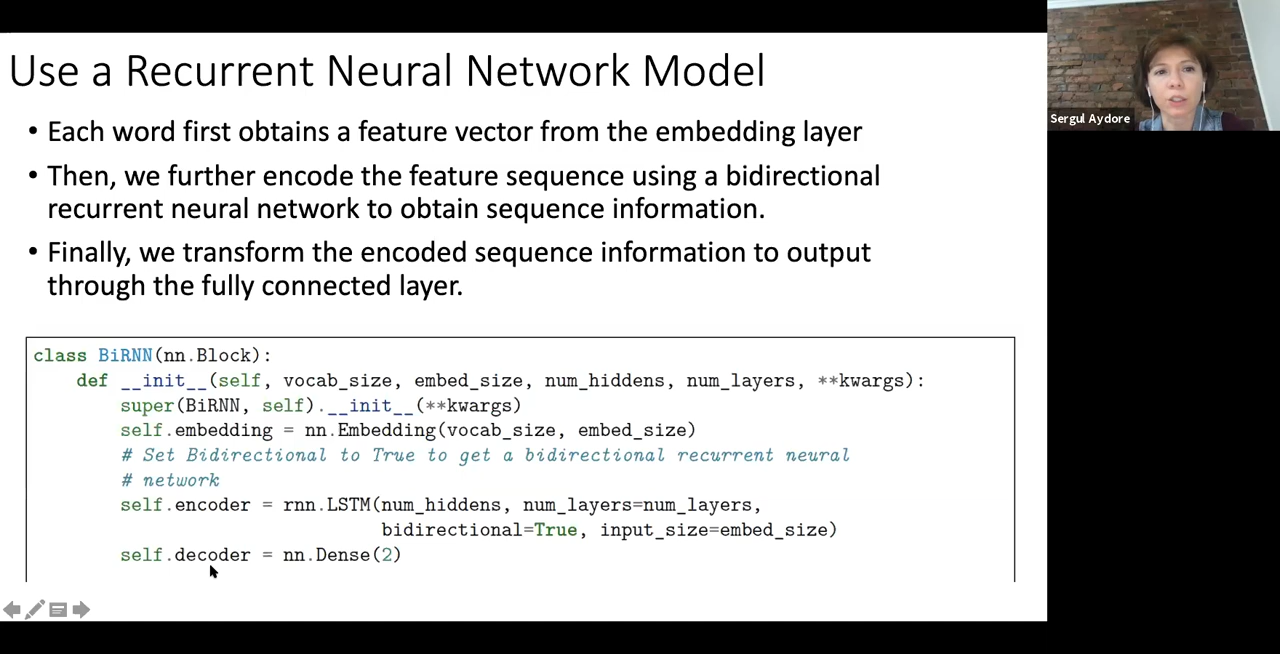 Use a Recurrent Neural Network Model
• Each word first obtains a feature vector from the embedding layer
• Then, we further encode the feature sequence using a bidirectional
recurrent neural network to obtain sequence information.
• Finally, we transform the encoded sequence information to output
through the fully connected layer.
class BiRNN(nn.Block):
    def __init__(self, vocab_size, embed_size, num_hiddens, num_layers, **kwargs):
        super(BiRNN, self).__init__(**kwargs)
        self.embedding = nn.Embedding(vocab_size, embed_size)
        # Set Bidirectional to True to get a bidirectional recurrent neural
        # network
        self.encoder = rnn.LSTM(num_hiddens, num_layers=num_layers,
                                bidirectional=True, input_size=embed_size)
        self.decoder = nn.Dense(2)
Sergul Aydore